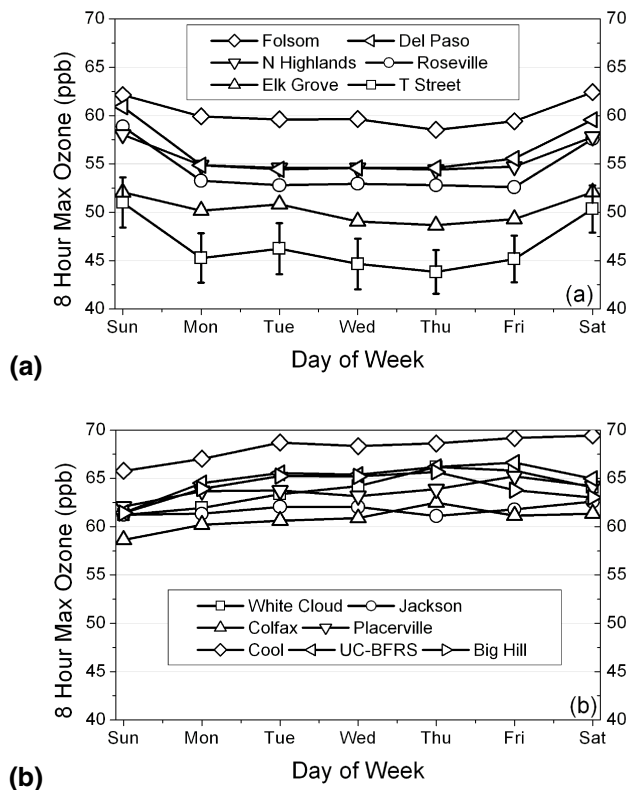 70
65
60
55
50
45
40
8 Hour Max Ozone (ppb)
Folsom Del Paso
N Highlands Roseville
Elk Grove T Street
70
65
60
55
50
45
40
(a)
Sun Mon Tue Wed Thu Fri Sat
Day of Week
(a)
70
65
60
55
50
45
40
8 Hour Max Ozone (ppb)
White Cloud Jackson
Colfax Placerville
Cool UC-BFRS Big Hill
70
65
60
55
50
45
40
(b)
Sun Mon Tue Wed Thu Fri Sat
Day of Week
(b)